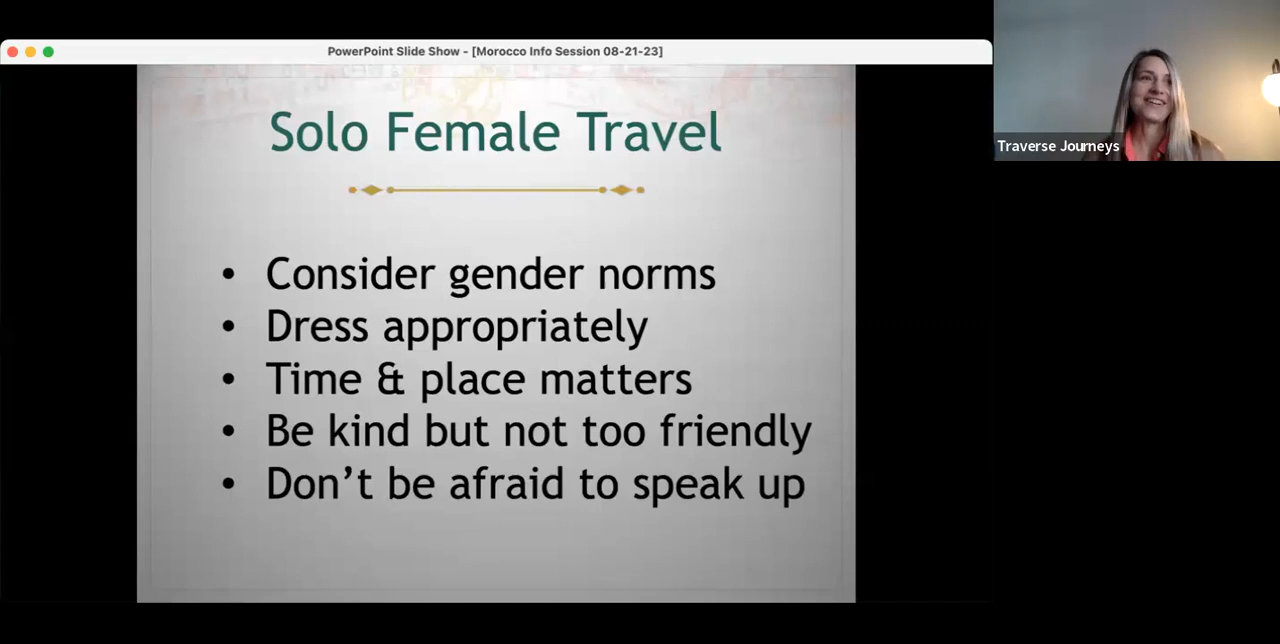 PowerPoint Slide Show - [Morocco Info Session 08-21-23]
Solo Female Travel
• Consider gender norms
• Dress appropriately
• Time & place matters
• Be kind but not too friendly
• Don’t be afraid to speak up
Traverse Journeys